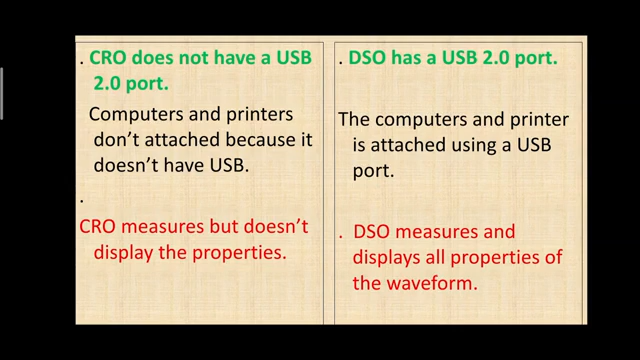 . CRO does not have a USB
2.0 port.
Computers and printers
don’t attached because it
doesn’t have USB.
.
CRO measures but doesn’t
display the properties.
. DSO has a USB 2.0 port.
The computers and printer
is attached using a USB
port.
. DSO measures and
displays all properties of
the waveform.